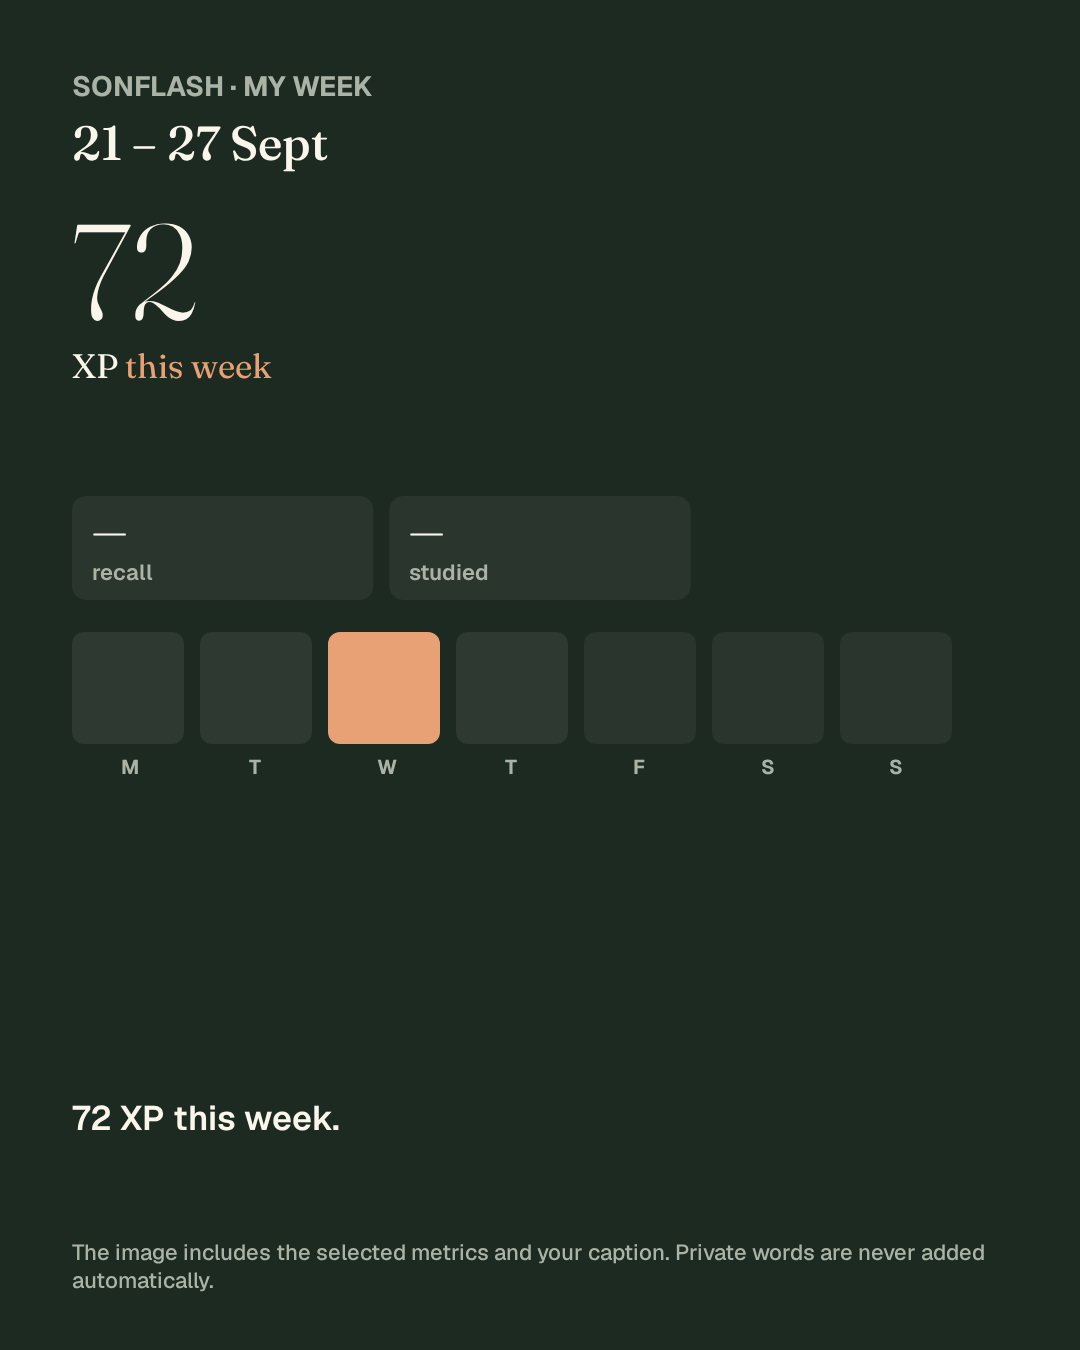 SONFLASH · MY WEEK
21 – 27 Sept
72
XP this week
— —
recall studied
M T W T F S S
72 XP this week.
The image includes the selected metrics and your caption. Private words are never added
automatically.